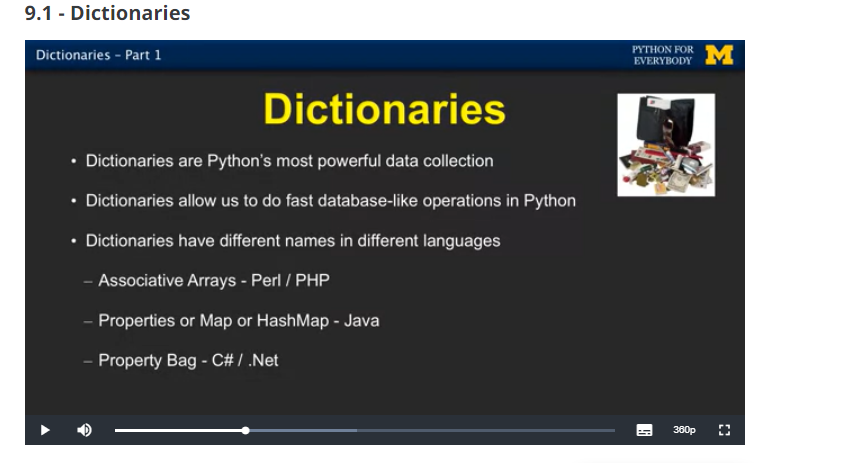 9.1 - Dictionaries
Dictionaries – Part 1
PYTHON FOR
EVERYBODY
M
Dictionaries
• Dictionaries are Python's most powerful data collection
• Dictionaries allow us to do fast database-like operations in Python
• Dictionaries have different names in different languages
– Associative Arrays - Perl / PHP
– Properties or Map or HashMap - Java
– Property Bag - C# / .Net
360p